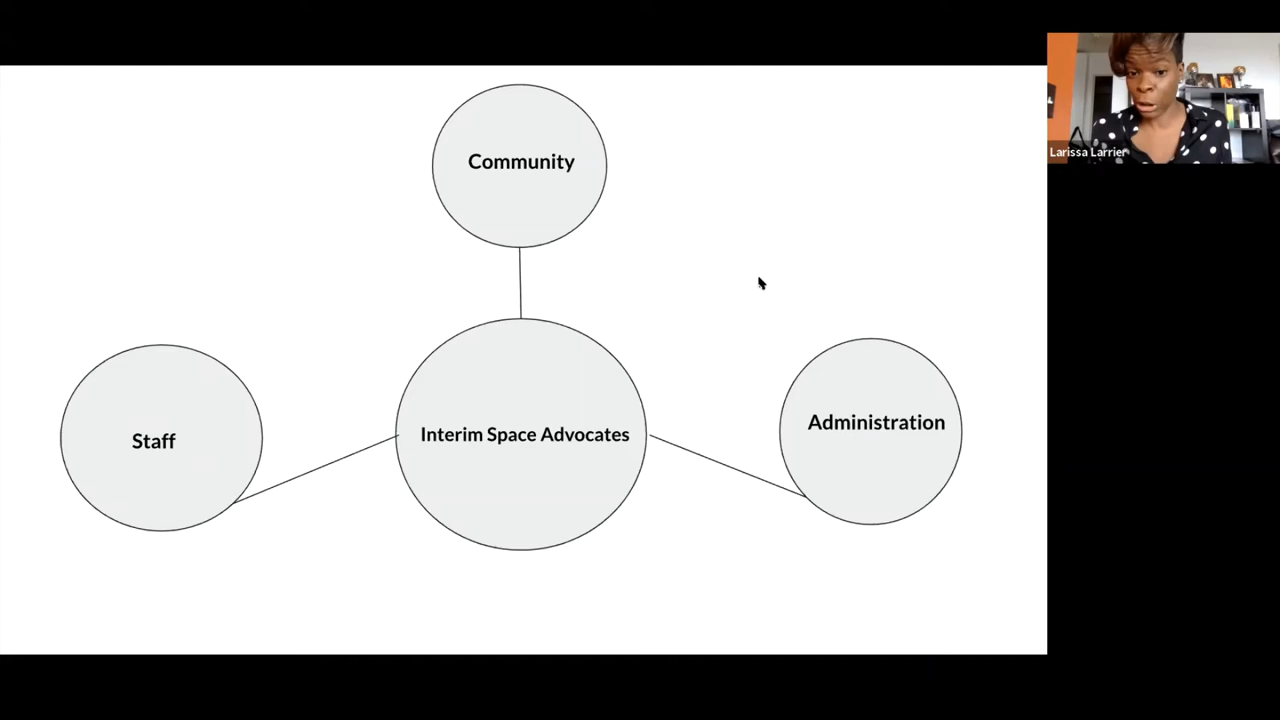 Community
Larissa Larrier
Staff
Interim Space Advocates
Administration